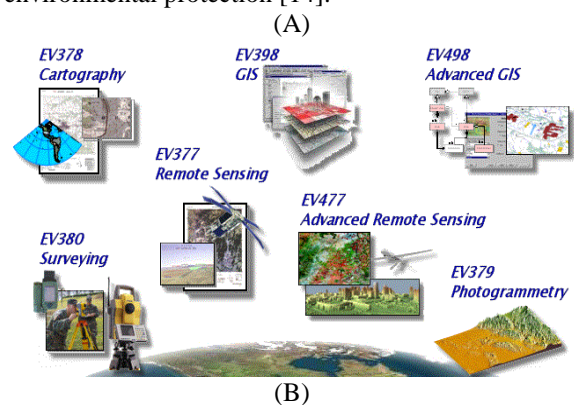 environmental protection [14].
(A)
EV378
Cartography
EV398
GIS
EV498
Advanced GIS
EV377
Remote Sensing
EV477
Advanced Remote Sensing
EV380
Surveying
EV379
Photogrammetry
(B)